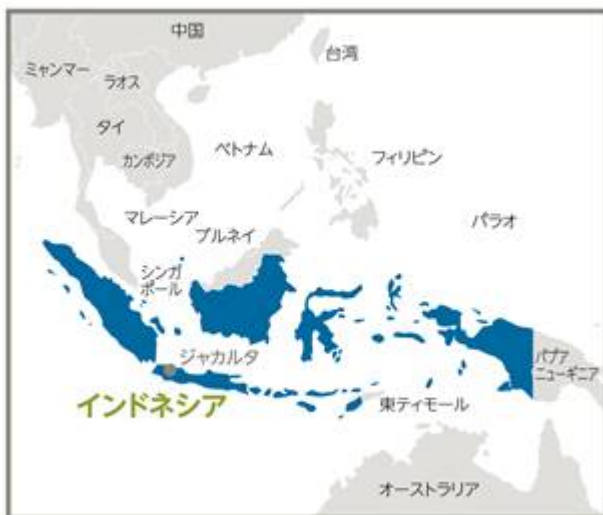 中国
台湾
ミャンマー
ラオス
タイ
カンボジア
ベトナム
フィリピン
マレーシア
ブルネイ
パラオ
シンガ
ポール
ジャカルタ
インドネシア
パプア
ニューギニア
東ティモール
オーストラリア